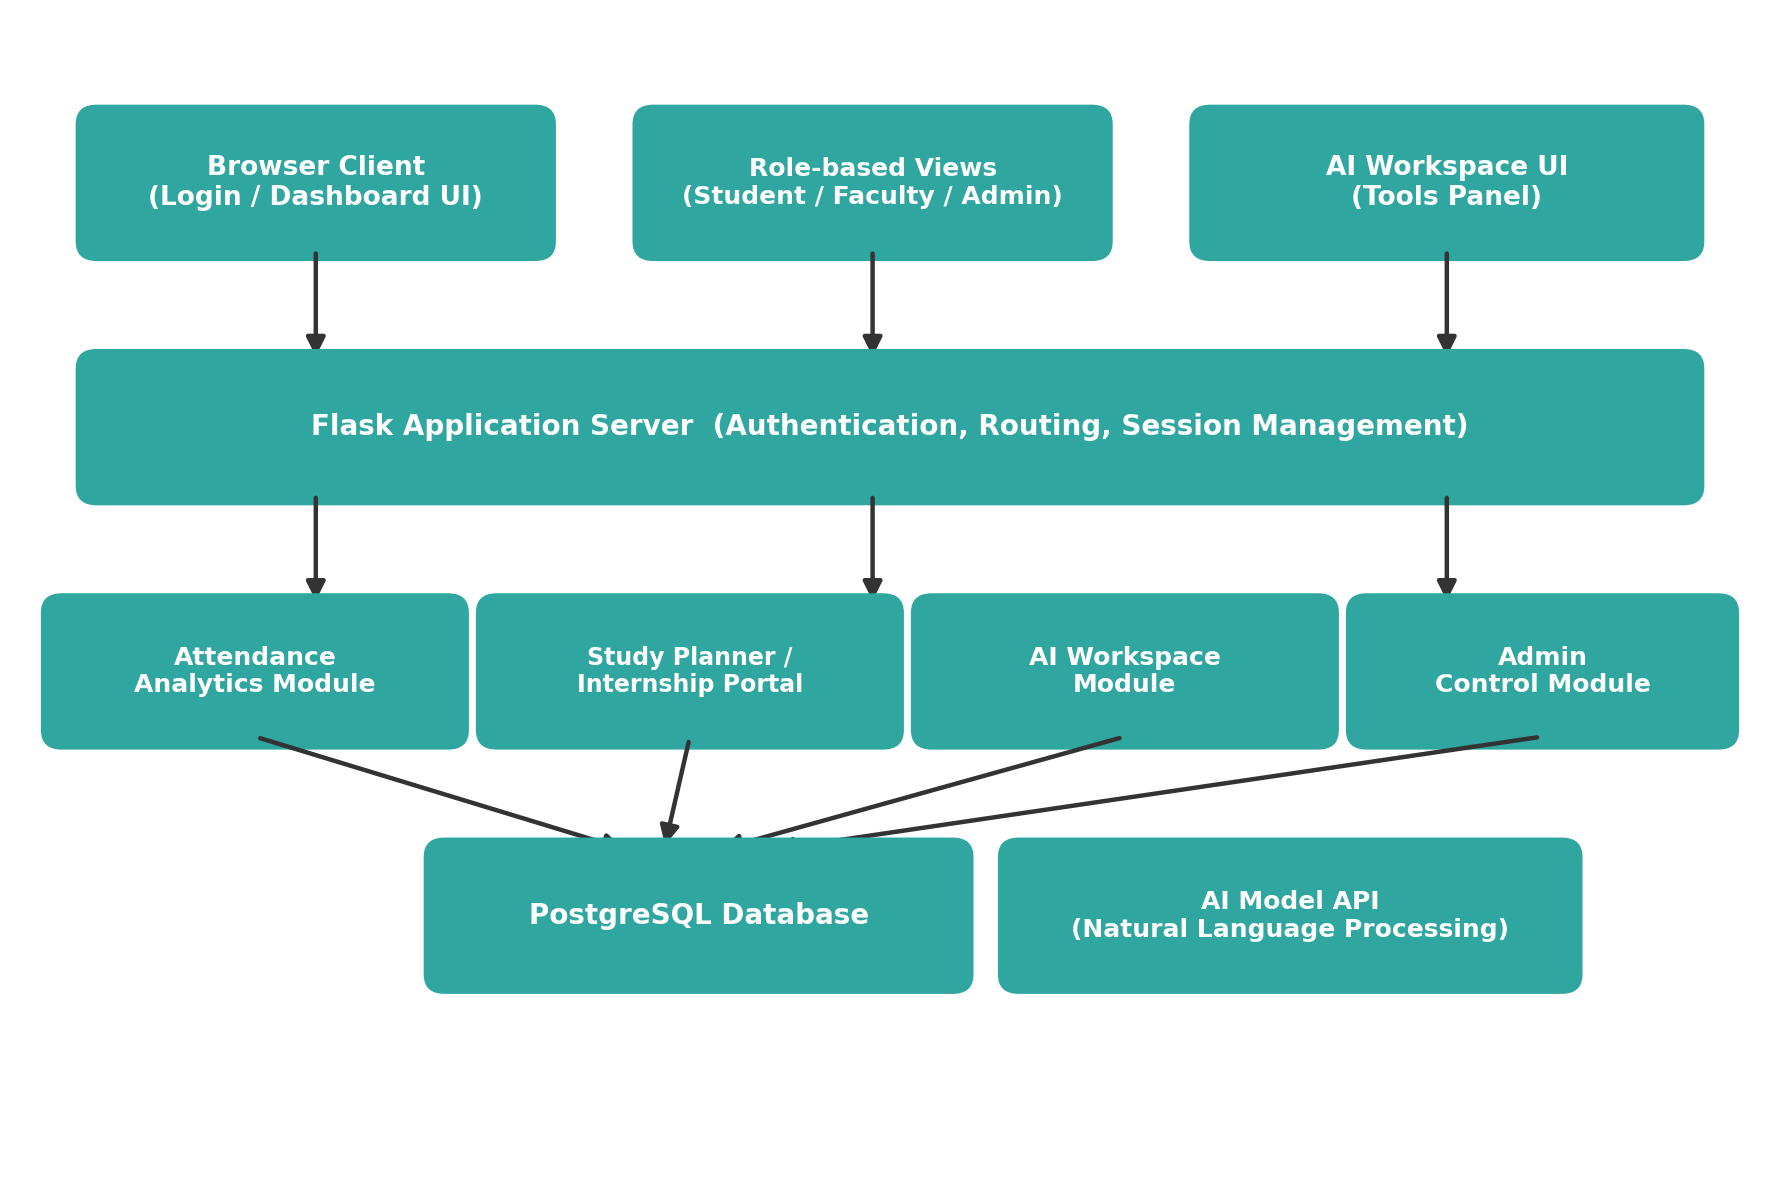 Browser Client
(Login / Dashboard UI)
Role-based Views
(Student / Faculty / Admin)
AI Workspace UI
(Tools Panel)
Flask Application Server  (Authentication, Routing, Session Management)
Attendance
Analytics Module
Study Planner /
Internship Portal
AI Workspace
Module
Admin
Control Module
PostgreSQL Database
AI Model API
(Natural Language Processing)